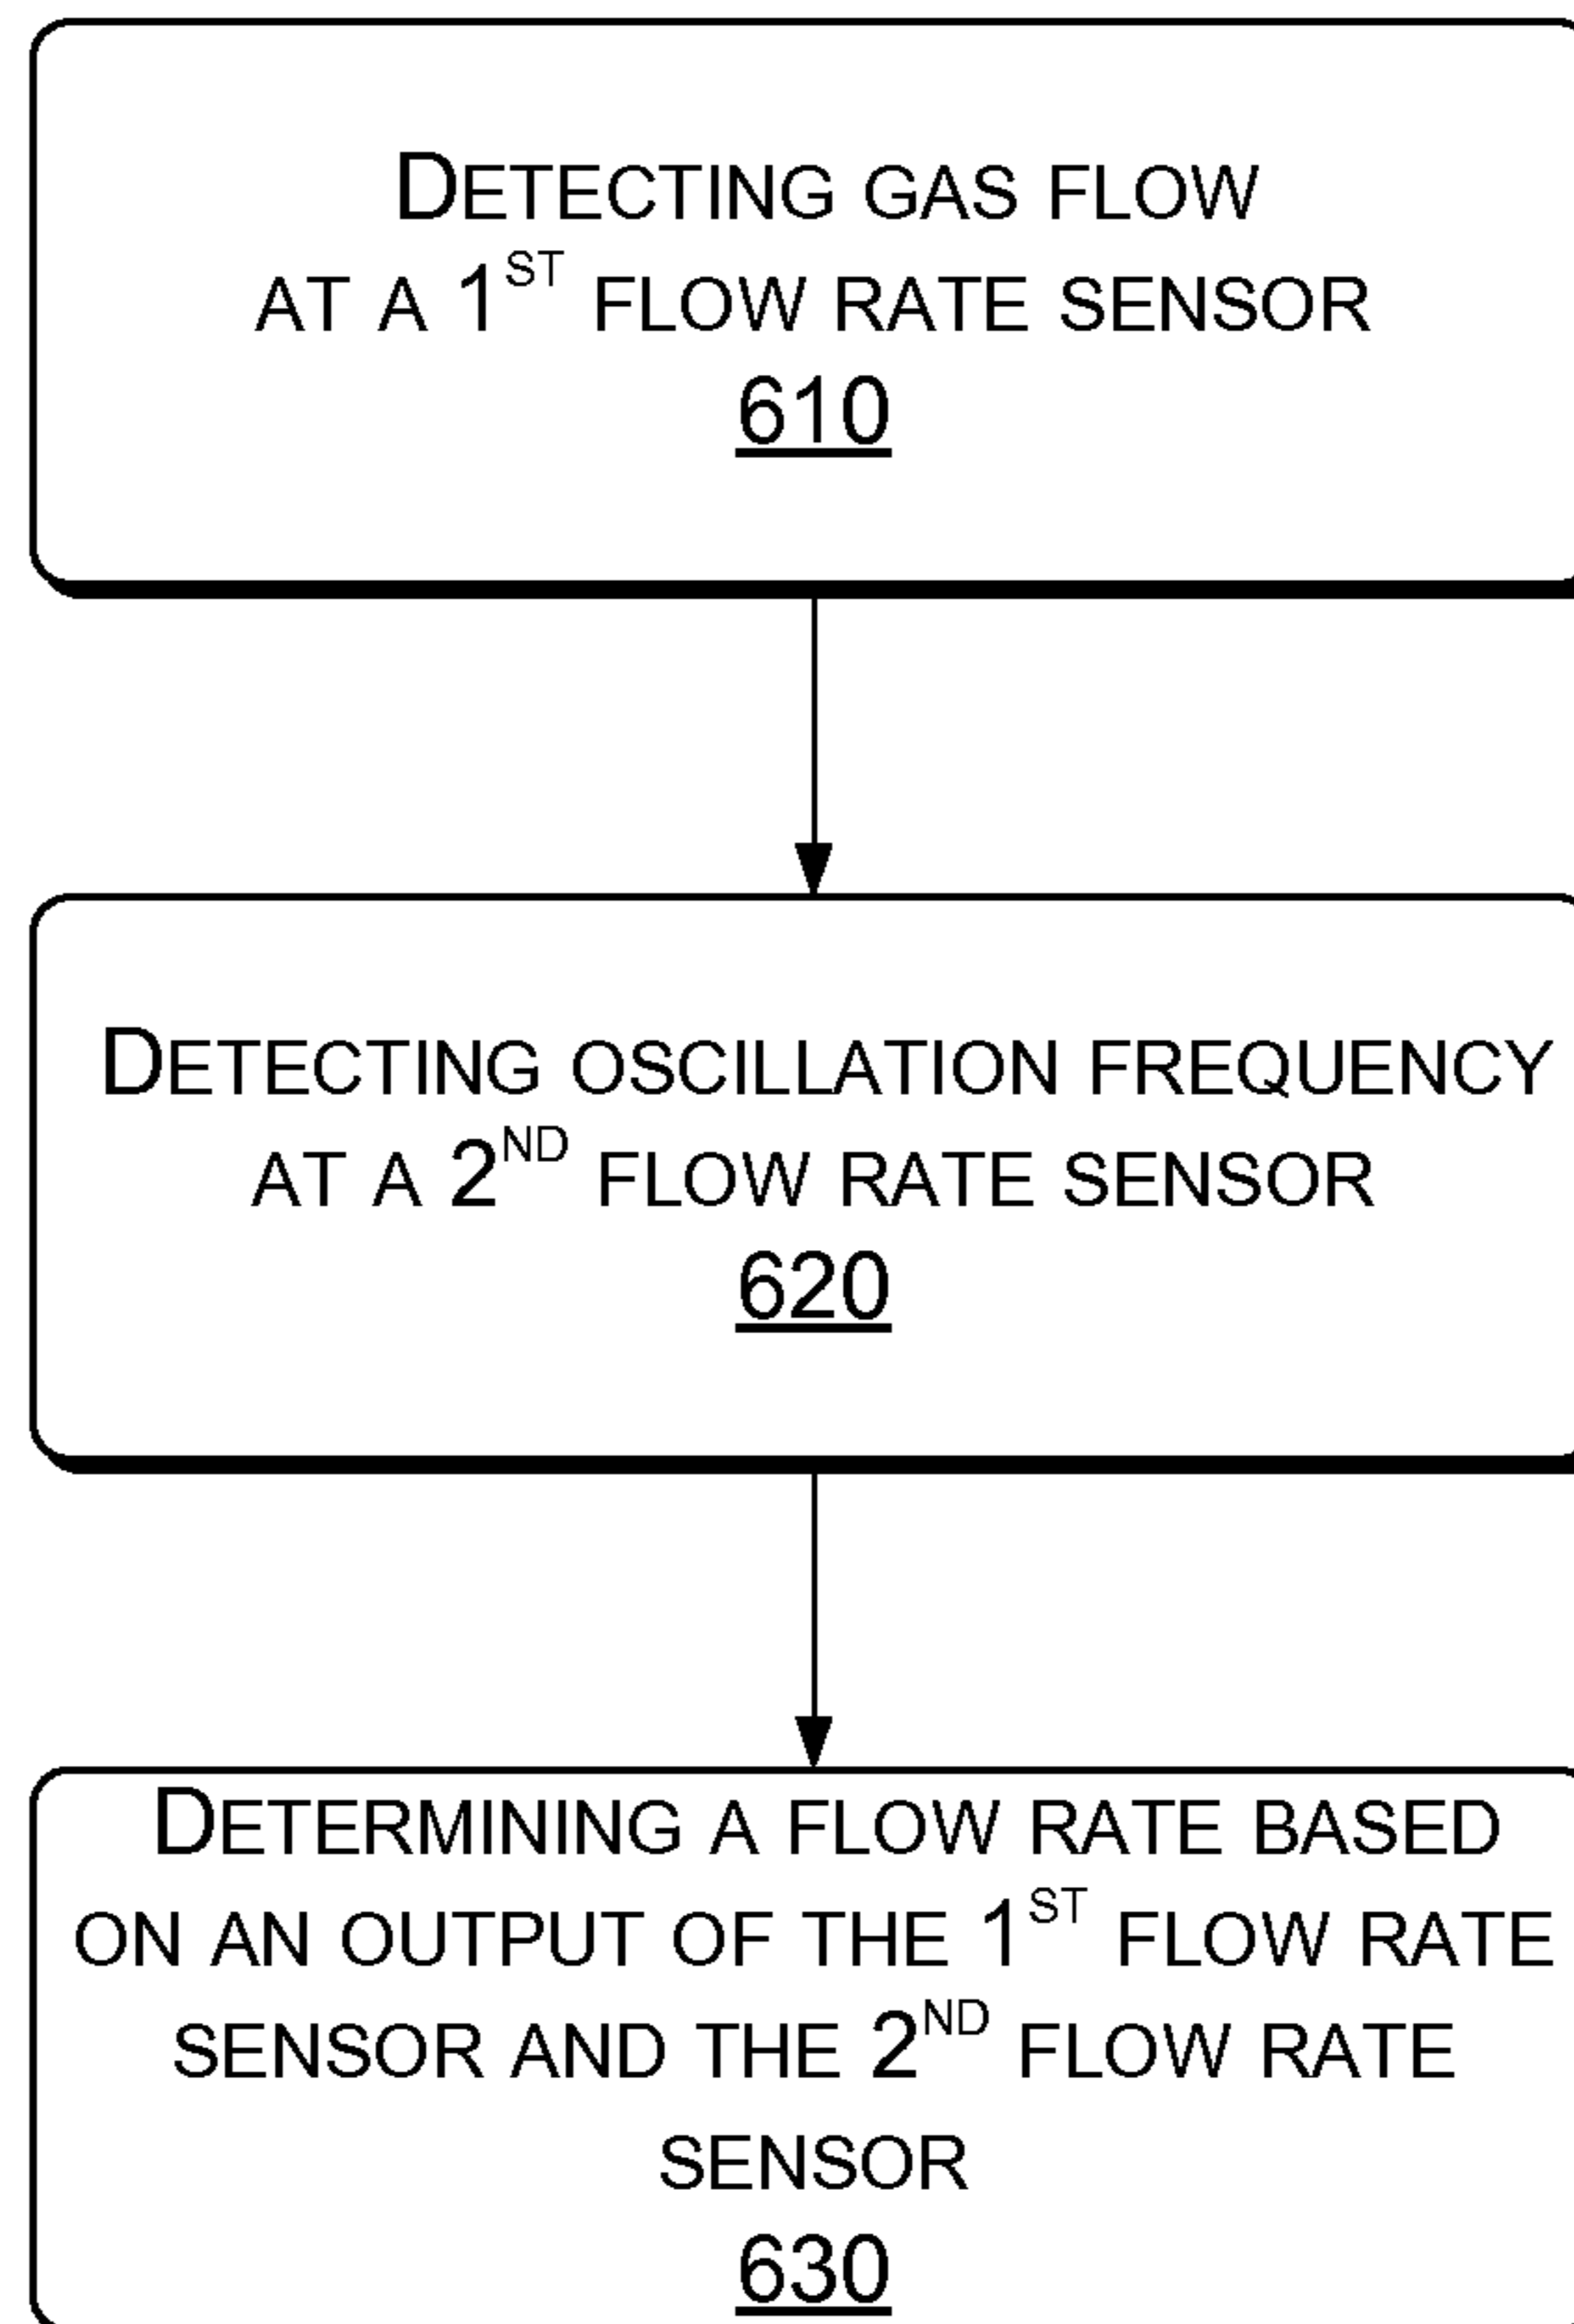 DETECTING GAS FLOW
AT A 1ST FLOW RATE SENSOR
610
DETECTING OSCILLATION FREQUENCY
AT A 2ND FLOW RATE SENSOR
620
DETERMINING A FLOW RATE BASED
ON AN OUTPUT OF THE 1ST FLOW RATE
SENSOR AND THE 2ND FLOW RATE
SENSOR
630